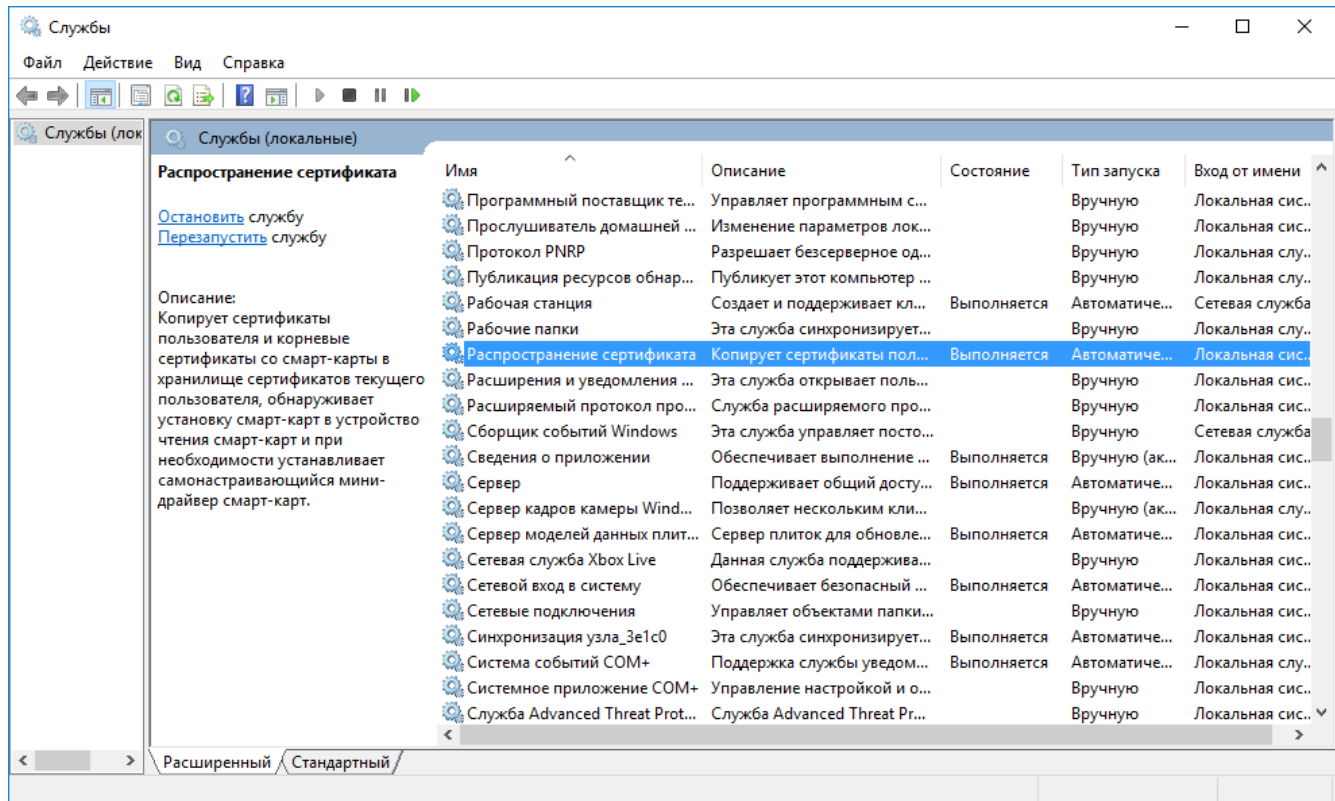 Службы
Файл Действие Вид Справка
Службы (лок
Службы (локальные)
Распространение сертификата
Остановить службу
Перезапустить службу
Описание:
Копирует сертификаты
пользователя и корневые
сертификаты со смарт-карты в
хранилище сертификатов текущего
пользователя, обнаруживает
установку смарт-карт в устройство
чтения смарт-карт и при
необходимости устанавливает
самонастраивающийся мини-
драйвер смарт-карт.
Имя Описание Состояние Тип запуска Вход от имени
Программный поставщик те... Управляет программным с... Вручную Локальная сис...
Прослушиватель домашней ... Изменение параметров лок... Вручную Локальная сис...
Протокол PNRP Разрешает безсерверное од... Вручную Локальная слу...
Публикация ресурсов обнар... Публикует этот компьютер ... Вручную Локальная слу...
Рабочая станция Создает и поддерживает кл... Выполняется Автоматиче... Сетевая служба
Рабочие папки Эта служба синхронизирует... Вручную Локальная слу...
Распространение сертификата Копирует сертификаты пол... Выполняется Автоматиче... Локальная сис...
Расширения и уведомления ... Эта служба открывает поль... Вручную Локальная сис...
Расширяемый протокол про... Служба расширяемого про... Вручную Локальная сис...
Сборщик событий Windows Эта служба управляет посто... Вручную Сетевая служба
Сведения о приложении Обеспечивает выполнение ... Выполняется Вручную (ак... Локальная сис...
Сервер Поддерживает общий досту... Выполняется Автоматиче... Локальная сис...
Сервер кадров камеры Wind... Позволяет нескольким кли... Вручную (ак... Локальная слу...
Сервер моделей данных плит... Сервер плиток для обновле... Выполняется Автоматиче... Локальная сис...
Сетевая служба Xbox Live Данная служба поддержива... Вручную Локальная сис...
Сетевой вход в систему Обеспечивает безопасный ... Выполняется Автоматиче... Локальная сис...
Сетевые подключения Управляет объектами папки... Вручную Локальная сис...
Синхронизация узла_3e1c0 Эта служба синхронизирует... Выполняется Автоматиче... Локальная сис...
Система событий COM+ Поддержка службы уведом... Выполняется Автоматиче... Локальная слу...
Системное приложение COM+ Управление настройкой и о... Вручную Локальная сис...
Служба Advanced Threat Prot... Служба Advanced Threat Pr... Вручную Локальная сис...
Расширенный Стандартный